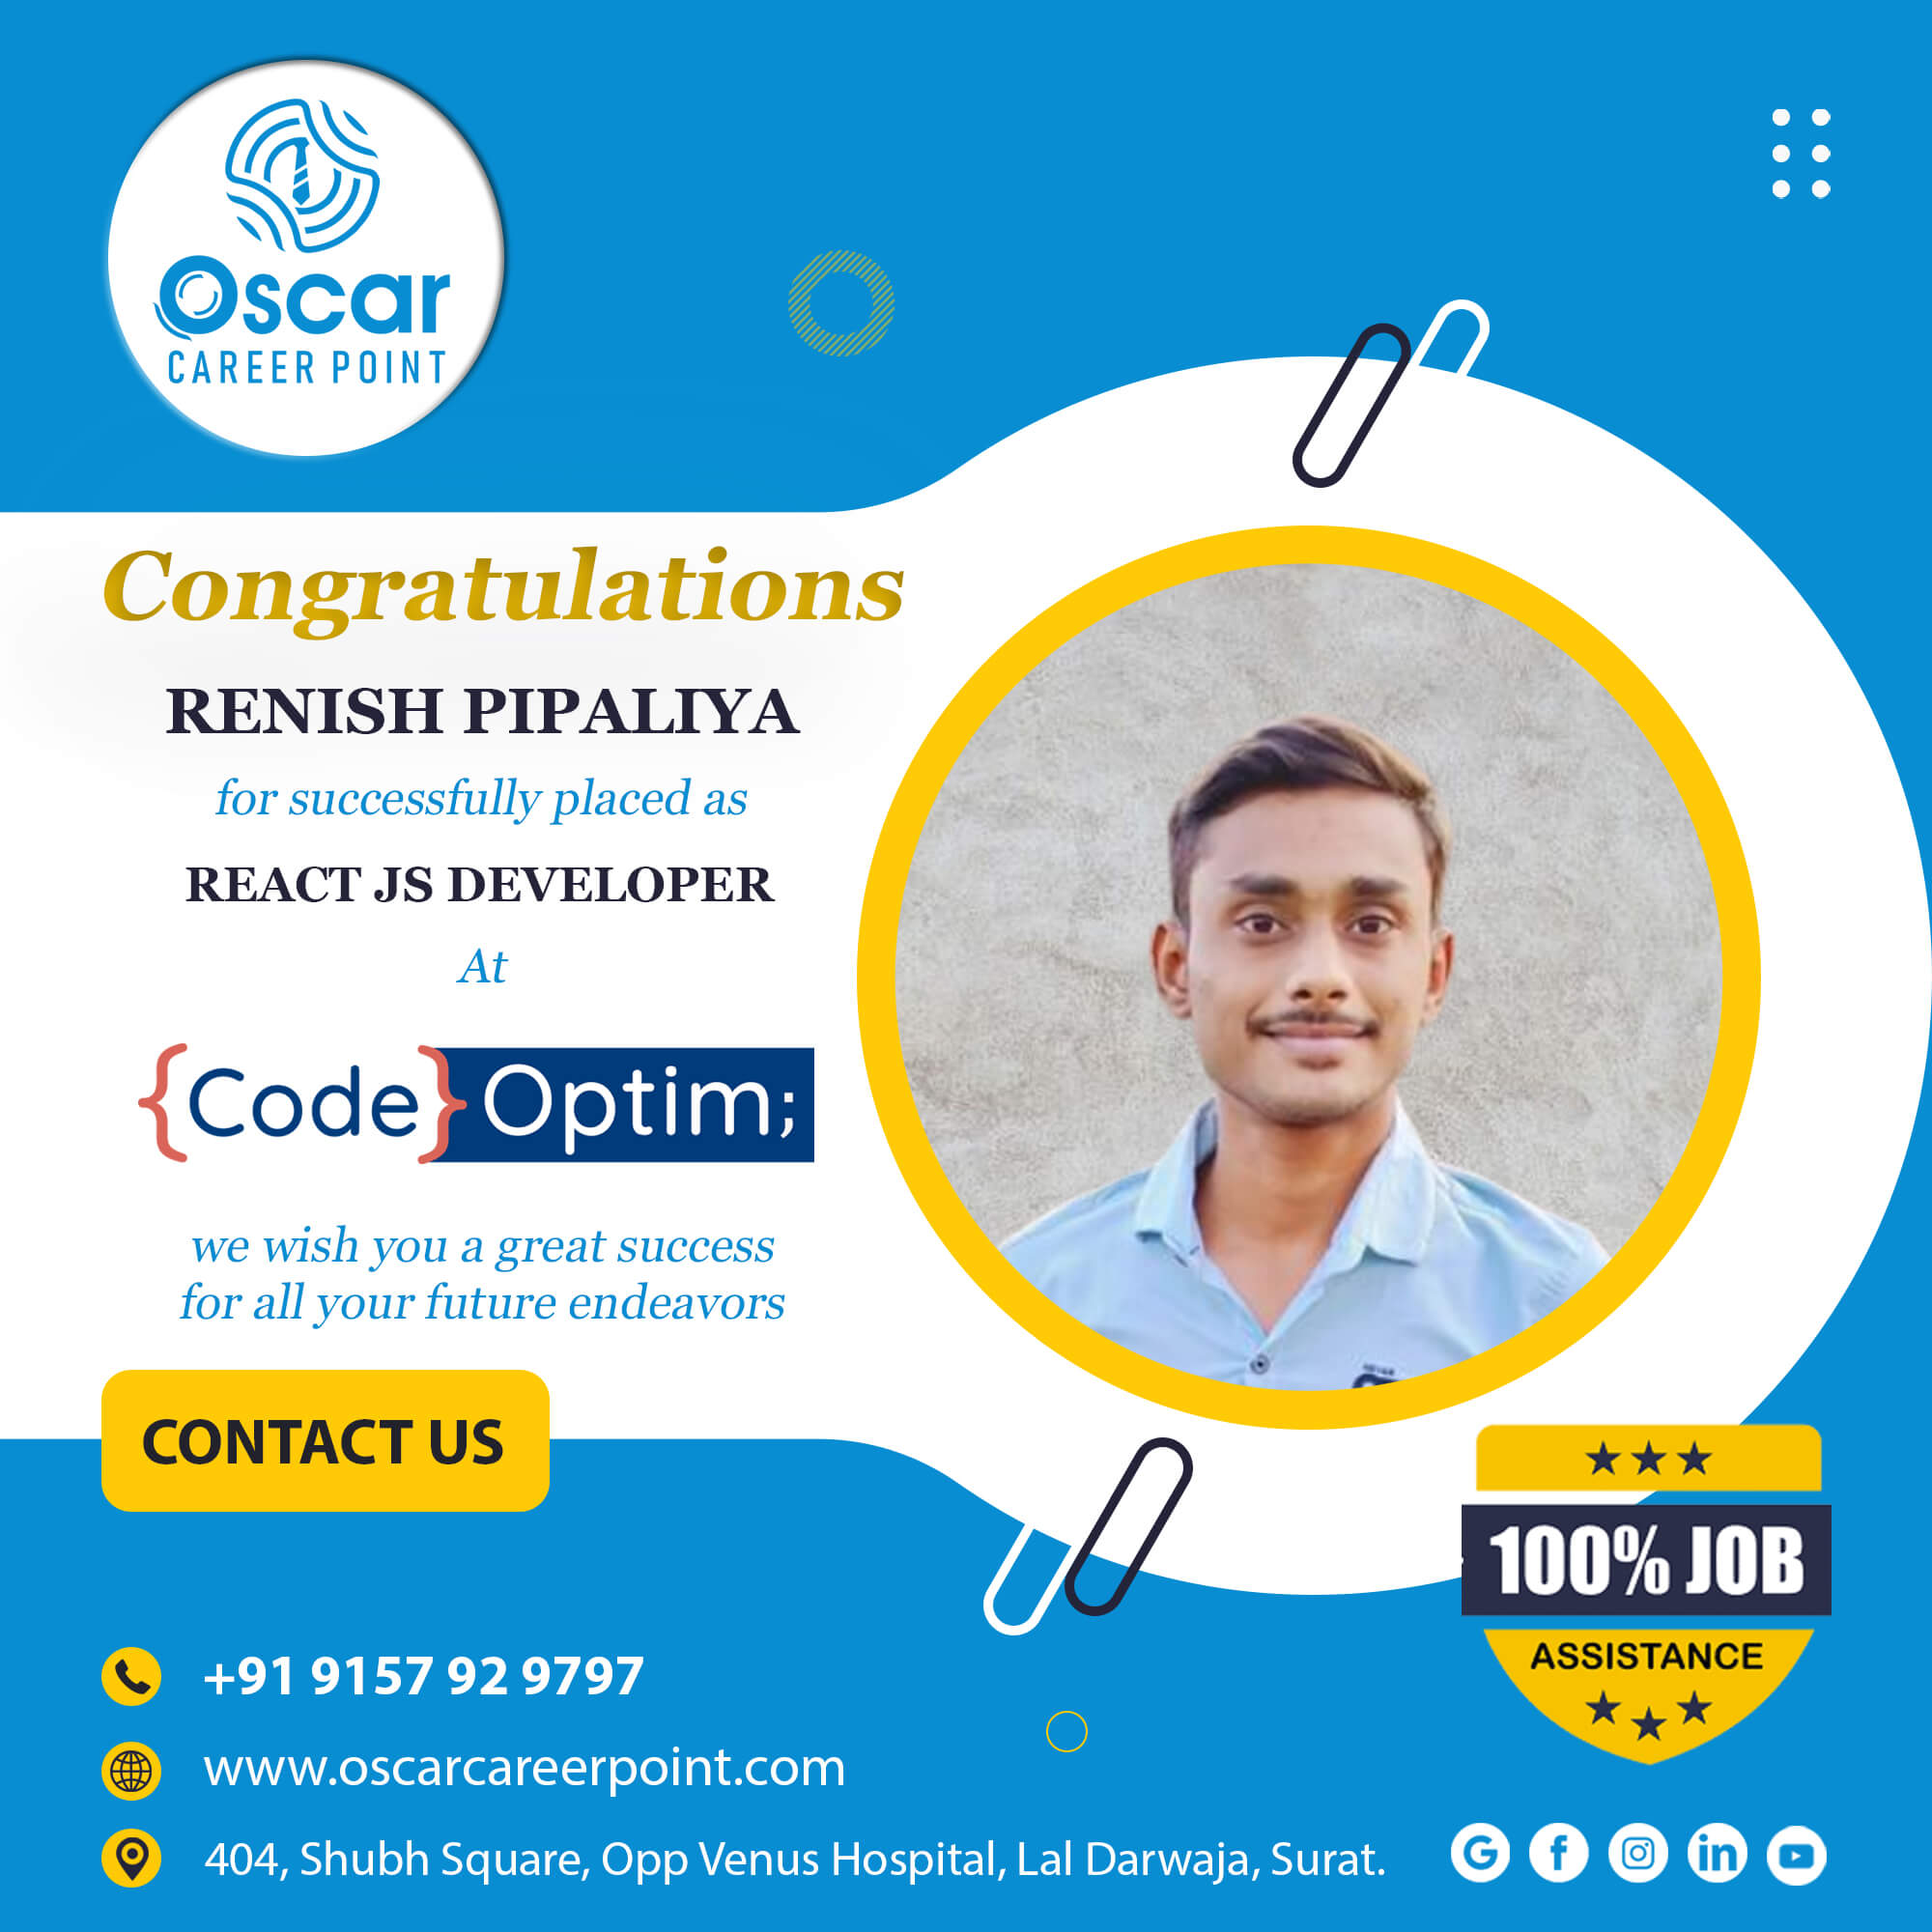 Oscar
CAREER POINT
Congratulations
RENISH PIPALIYA
for successfully placed as
REACT JS DEVELOPER
At
{Code} Optim;
we wish you a great success
for all your future endeavors
CONTACT US
100% JOB
ASSISTANCE
+91 9157 92 9797
www.oscarcareerpoint.com
404, Shubh Square, Opp Venus Hospital, Lal Darwaja, Surat.
G f in